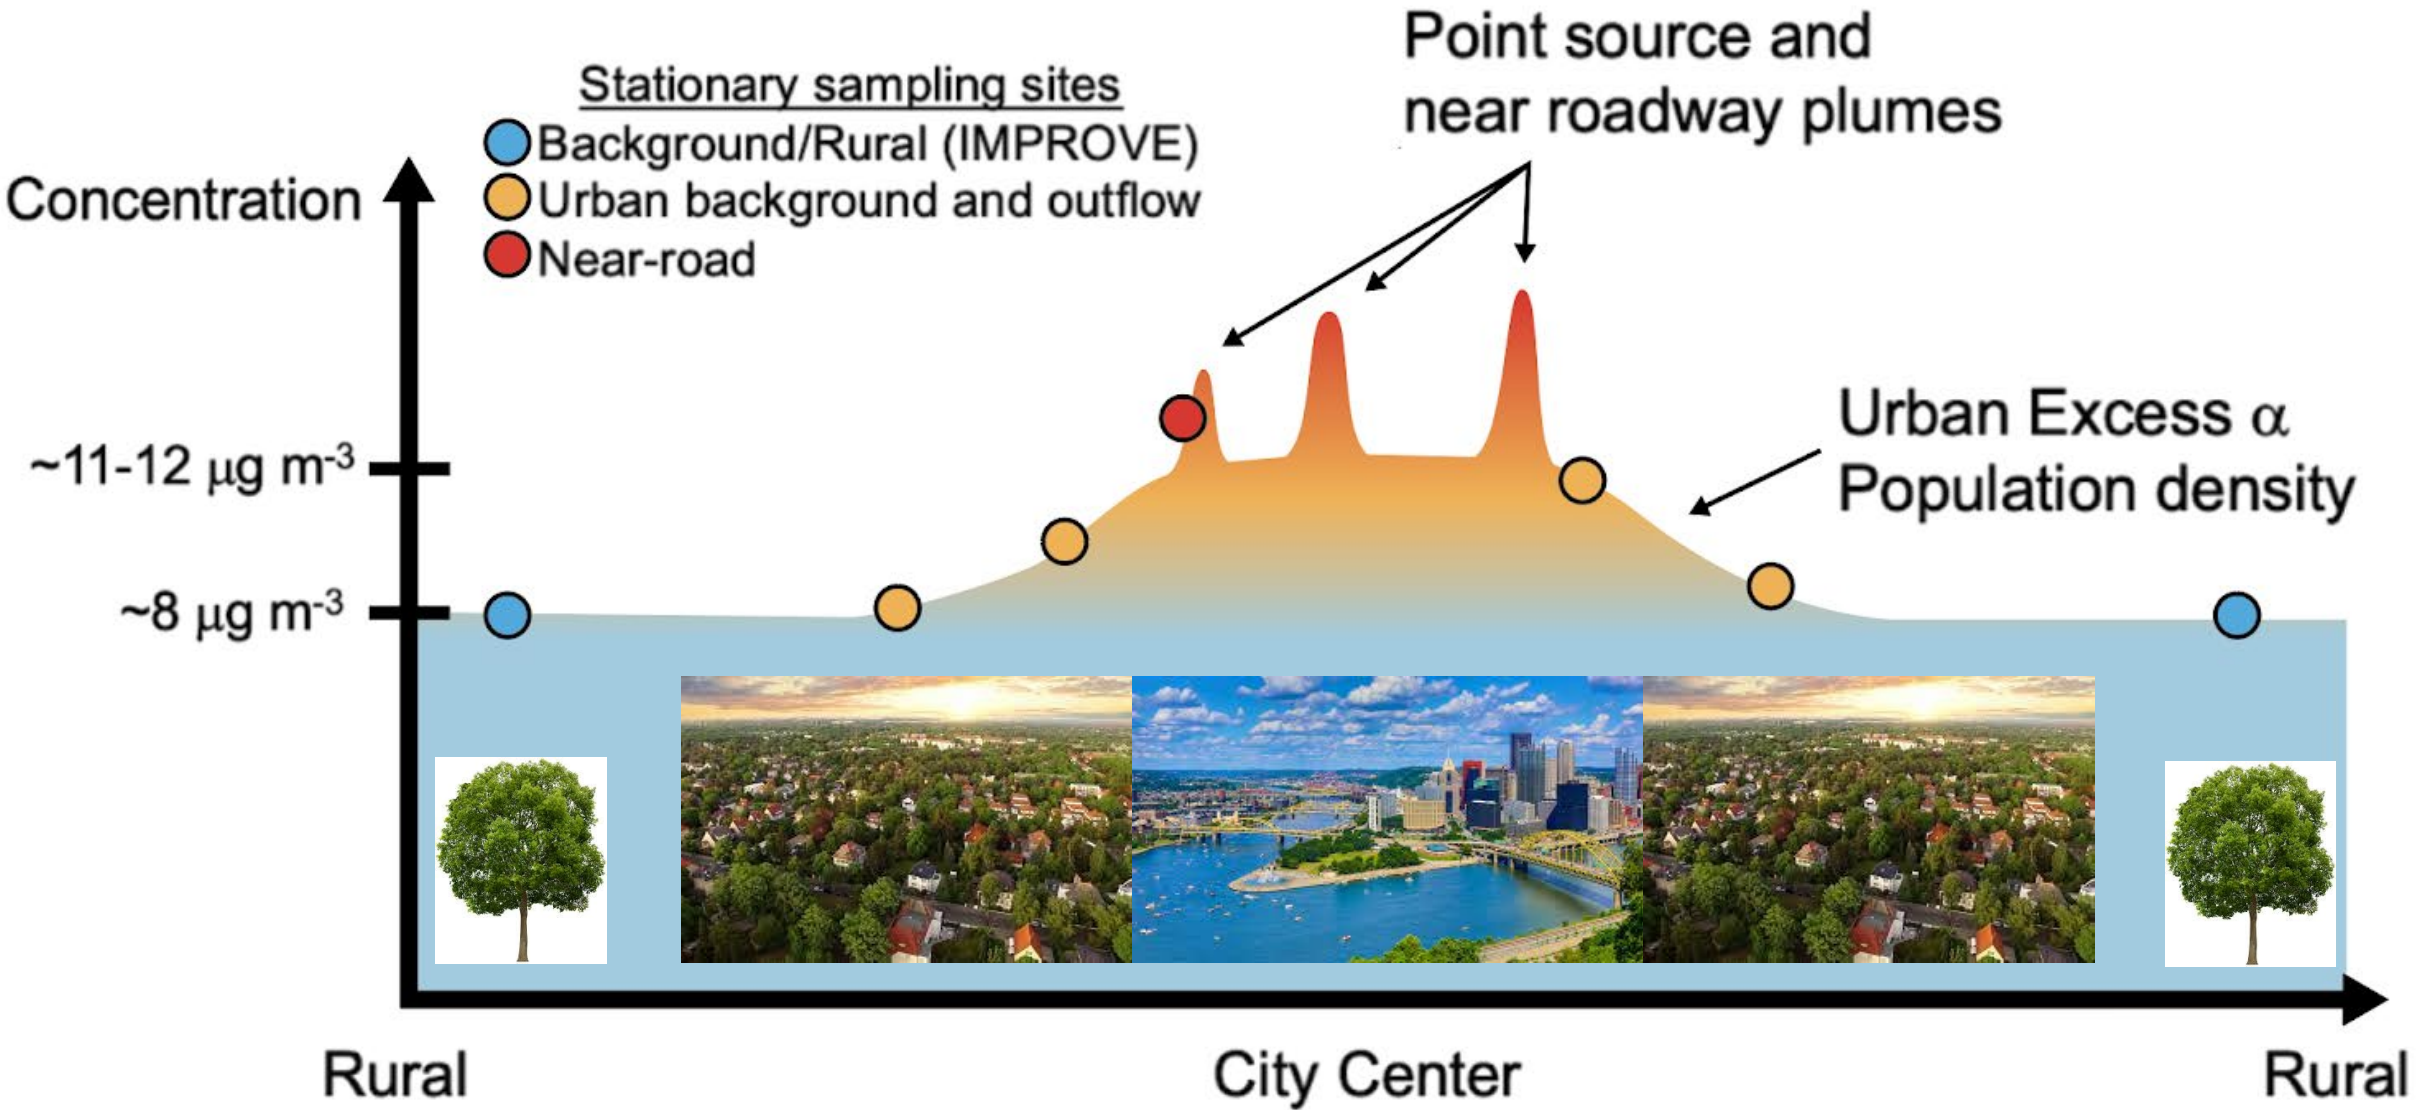 Point source and
near roadway plumes
Stationary sampling sites
Background/Rural (IMPROVE)
Urban background and outflow
Near-road
Concentration
Urban Excess α
Population density
~11-12 μg m-3
~8 μg m-3
Rural
City Center
Rural